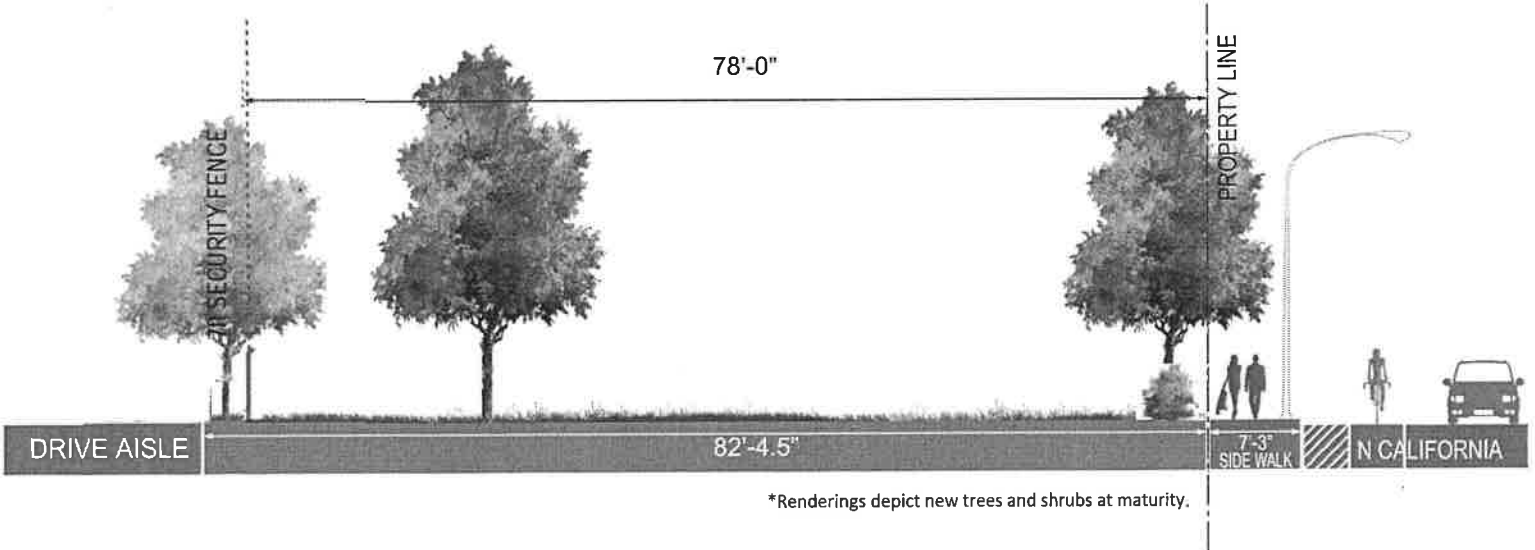 78'-0"
PROPERTY LINE
SECURITY FENCE
DRIVE AISLE
82'-4.5"
7'-3"
SIDE WALK
N CALIFORNIA
*Renderings depict new trees and shrubs at maturity.